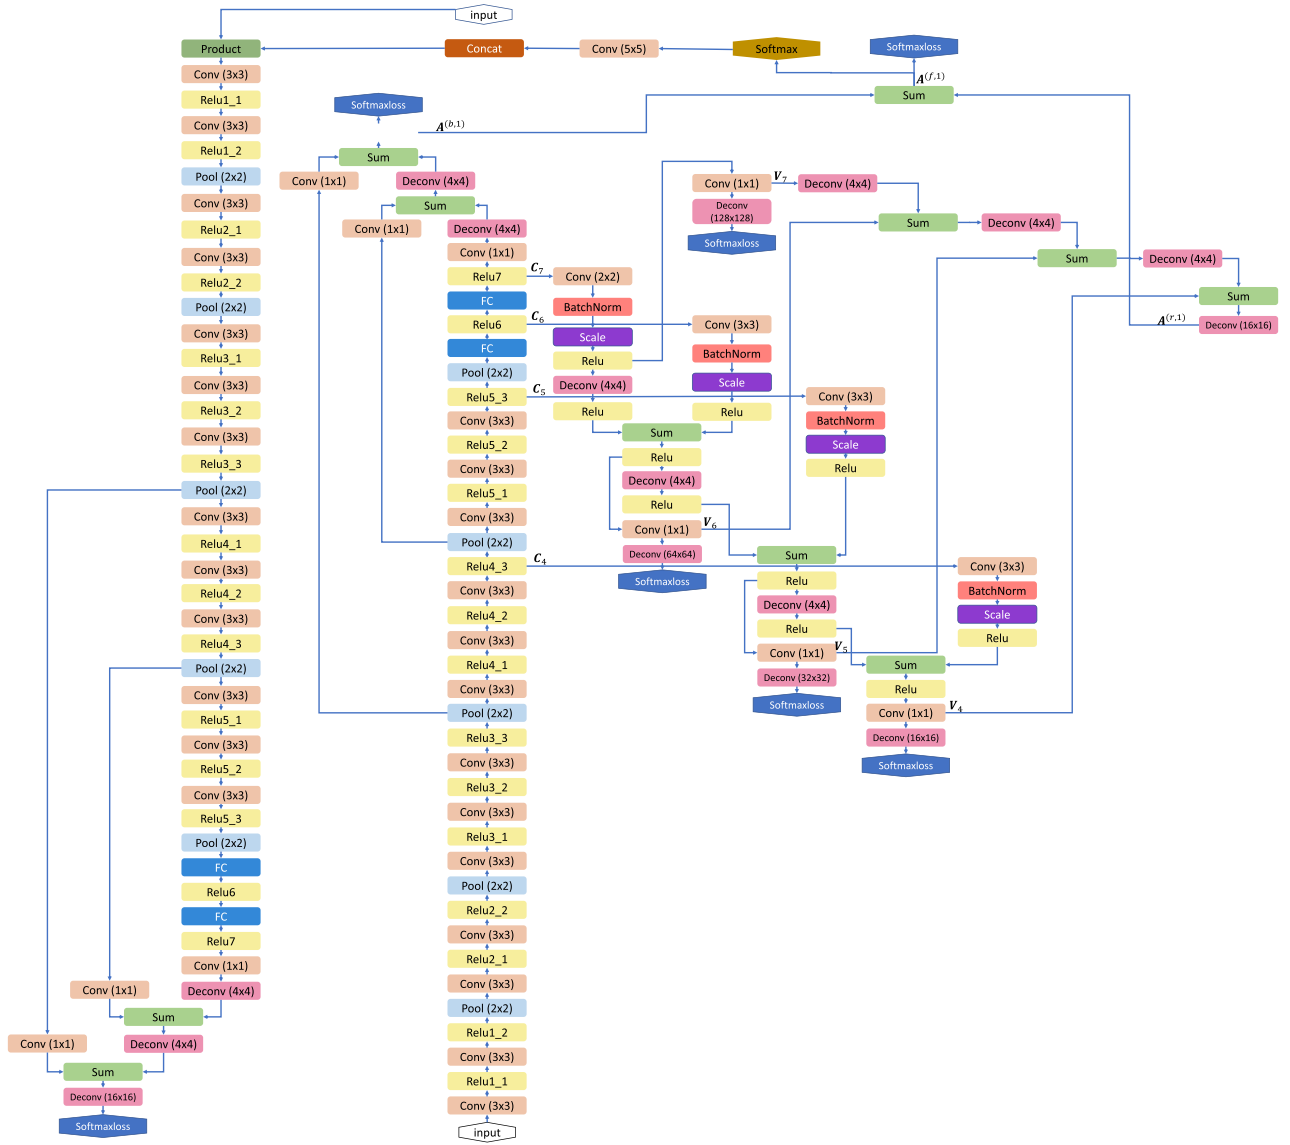 input
Product
Concat
Conv (5x5)
Softmax
Softmaxloss
A(f,1)
Sum
Conv (3x3)
Relu1_1
Conv (3x3)
Relu1_2
Pool (2x2)
Conv (3x3)
Relu2_1
Conv (3x3)
Relu2_2
Pool (2x2)
Conv (3x3)
Relu3_1
Conv (3x3)
Relu3_2
Conv (3x3)
Relu3_3
Pool (2x2)
Conv (3x3)
Relu4_1
Conv (3x3)
Relu4_2
Conv (3x3)
Relu4_3
Pool (2x2)
Conv (3x3)
Relu5_1
Conv (3x3)
Relu5_2
Conv (3x3)
Relu5_3
Pool (2x2)
FC
Relu6
FC
Relu7
Conv (1x1)
Conv (1x1)
Deconv (4x4)
Sum
Conv (1x1)
Deconv (4x4)
Sum
Deconv (16x16)
Softmaxloss
Softmaxloss
A(b,1)
Sum
Conv (1x1)
Deconv (4x4)
Sum
Conv (1x1)
Deconv (4x4)
Conv (1x1)
Relu7
C7
FC
Relu6
C6
FC
Pool (2x2)
Relu5_3
C5
Conv (3x3)
Relu5_2
Conv (3x3)
Relu5_1
Conv (3x3)
Pool (2x2)
Relu4_3
C4
Conv (3x3)
Relu4_2
Conv (3x3)
Relu4_1
Conv (3x3)
Pool (2x2)
Relu3_3
Conv (3x3)
Relu3_2
Conv (3x3)
Relu3_1
Conv (3x3)
Pool (2x2)
Relu2_2
Conv (3x3)
Relu2_1
Conv (3x3)
Pool (2x2)
Relu1_2
Conv (3x3)
Relu1_1
Conv (3x3)
input
Conv (2x2)
BatchNorm
Scale
Relu
Deconv (4x4)
Relu
Conv (3x3)
BatchNorm
Scale
Relu
Sum
Relu
Deconv (4x4)
Relu
Conv (1x1)
V6
Deconv (64x64)
Softmaxloss
Conv (1x1)
V7
Deconv
(128x128)
Softmaxloss
Deconv (4x4)
Sum
Deconv (4x4)
Sum
Deconv (4x4)
Sum
A(r,1)
Deconv (16x16)
Conv (3x3)
BatchNorm
Scale
Relu
Sum
Relu
Deconv (4x4)
Relu
Conv (1x1)
V5
Deconv (32x32)
Softmaxloss
Conv (3x3)
BatchNorm
Scale
Relu
Sum
Relu
Conv (1x1)
V4
Deconv (16x16)
Softmaxloss